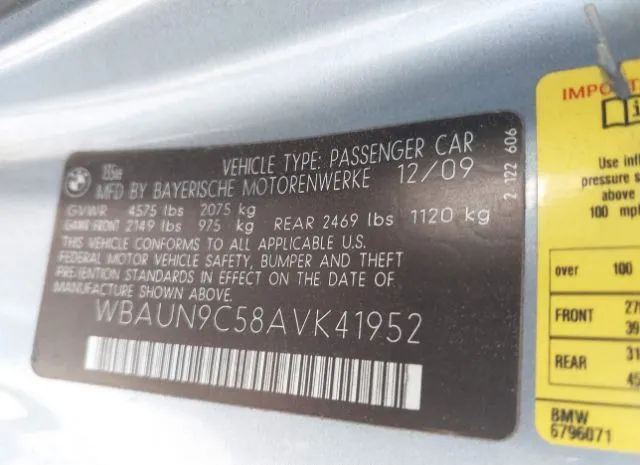 BMW
VEHICLE TYPE: PASSENGER CAR
MFD BY BAYERISCHE MOTORENWERKE 12/09
GVWR 4575 lbs 2075 kg
GAWR FRONT 2149 lbs 975 kg REAR 2469 lbs 1120 kg
THIS VEHICLE CONFORMS TO ALL APPLICABLE U.S.
FEDERAL MOTOR VEHICLE SAFETY, BUMPER AND THEFT
PREVENTION STANDARDS IN EFFECT ON THE DATE OF
MANUFACTURE SHOWN ABOVE.
WBAUN9C58AVK41952
2 122 606
Use
pressure
above
100
over 100
FRONT
REAR
BMW
6796071